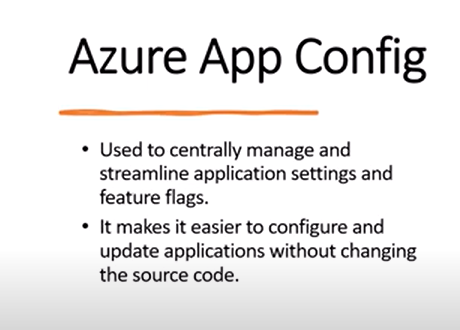 Azure App Config
• Used to centrally manage and
streamline application settings and
feature flags.
• It makes it easier to configure and
update applications without changing
the source code.